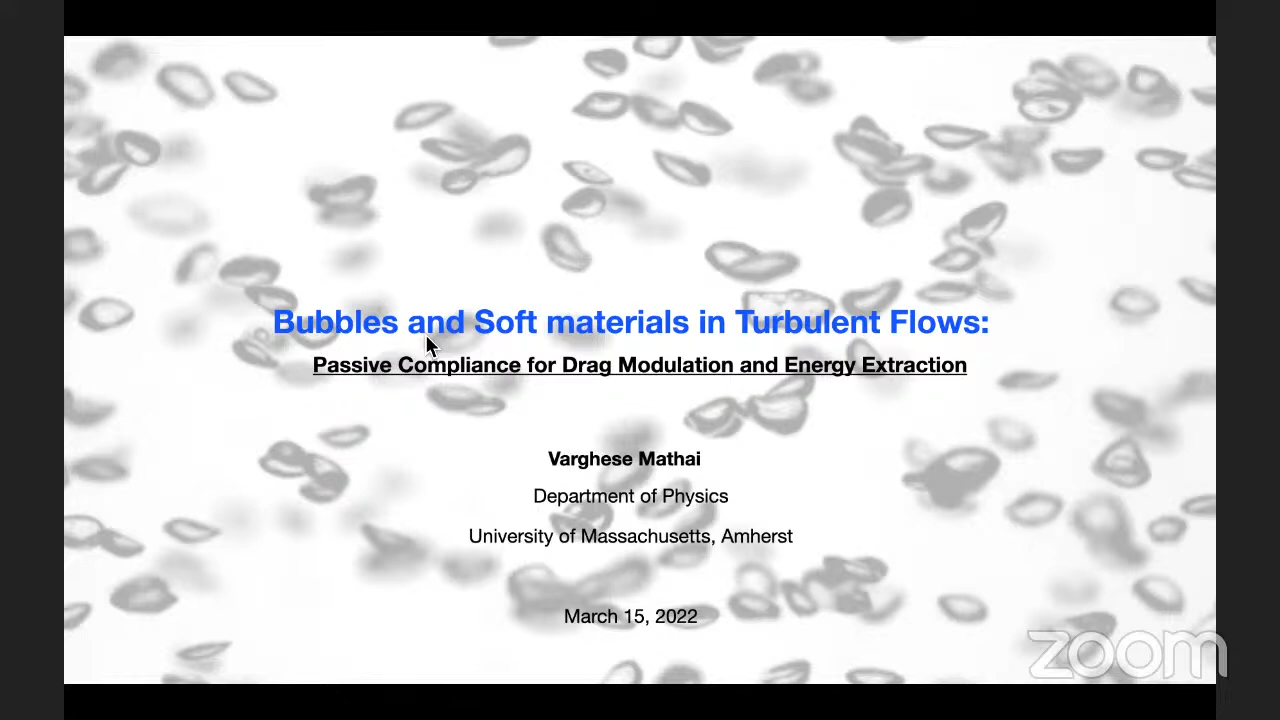 Bubbles and Soft materials in Turbulent Flows:
Passive Compliance for Drag Modulation and Energy Extraction
Varghese Mathai
Department of Physics
University of Massachusetts, Amherst
March 15, 2022
zoom